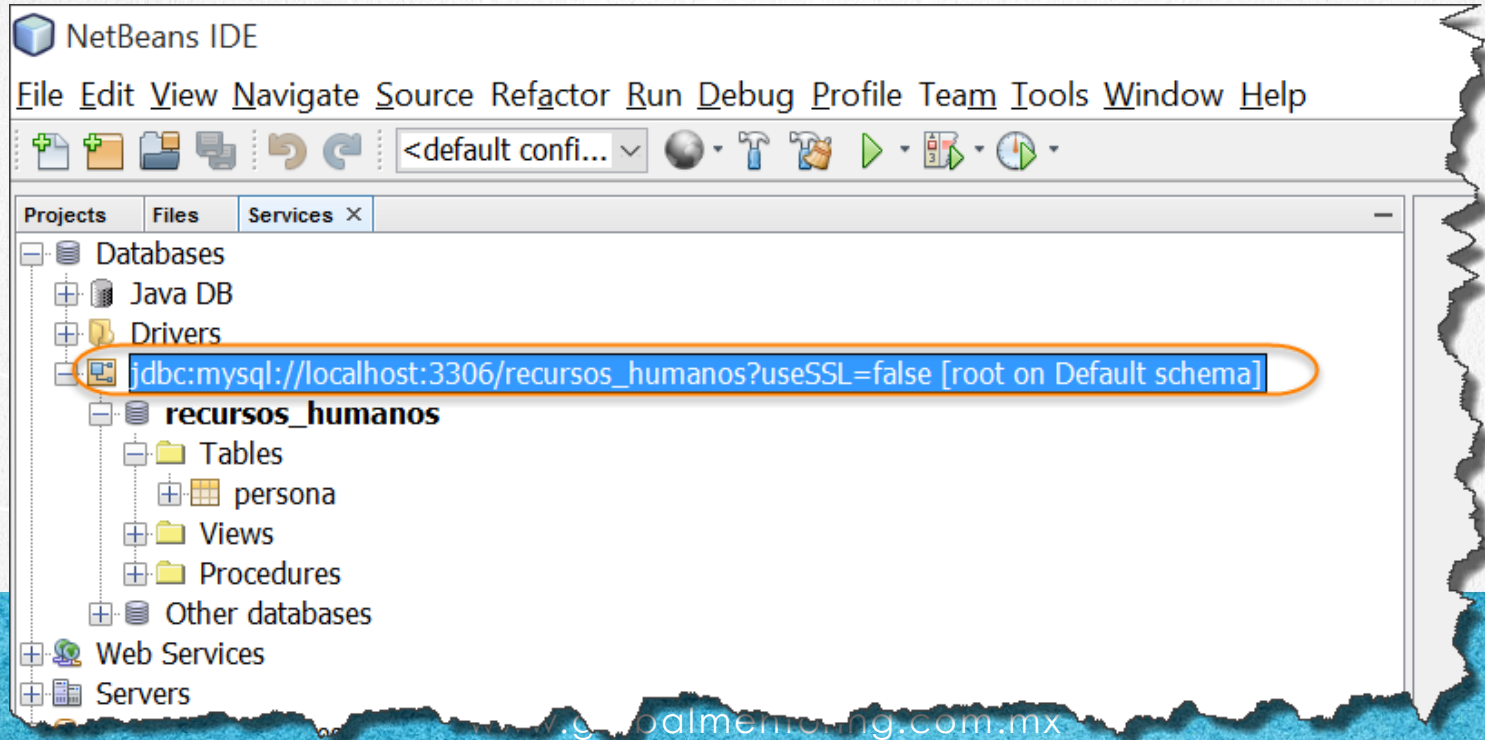 NetBeans IDE
File Edit View Navigate Source Refactor Run Debug Profile Team Tools Window Help
<default confi...
Projects Files Services
Databases
Java DB
Drivers
jdbc:mysql://localhost:3306/recursos_humanos?useSSL=false [root on Default schema]
recursos_humanos
Tables
persona
Views
Procedures
Other databases
Web Services
Servers